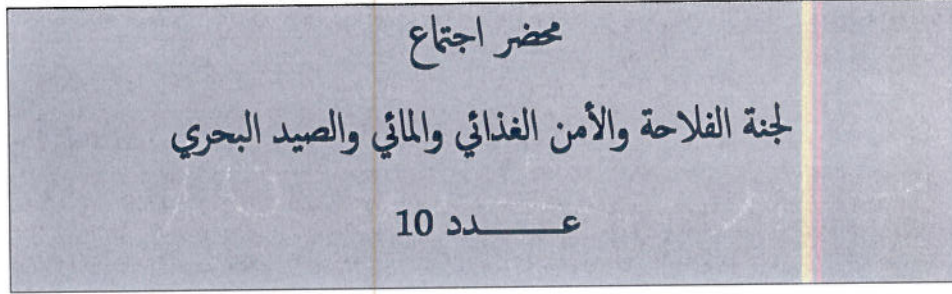 محضر اجتماع
لجنة الفلاحة والأمن الغذائي والمائي والصيد البحري
عـــــــدد 10